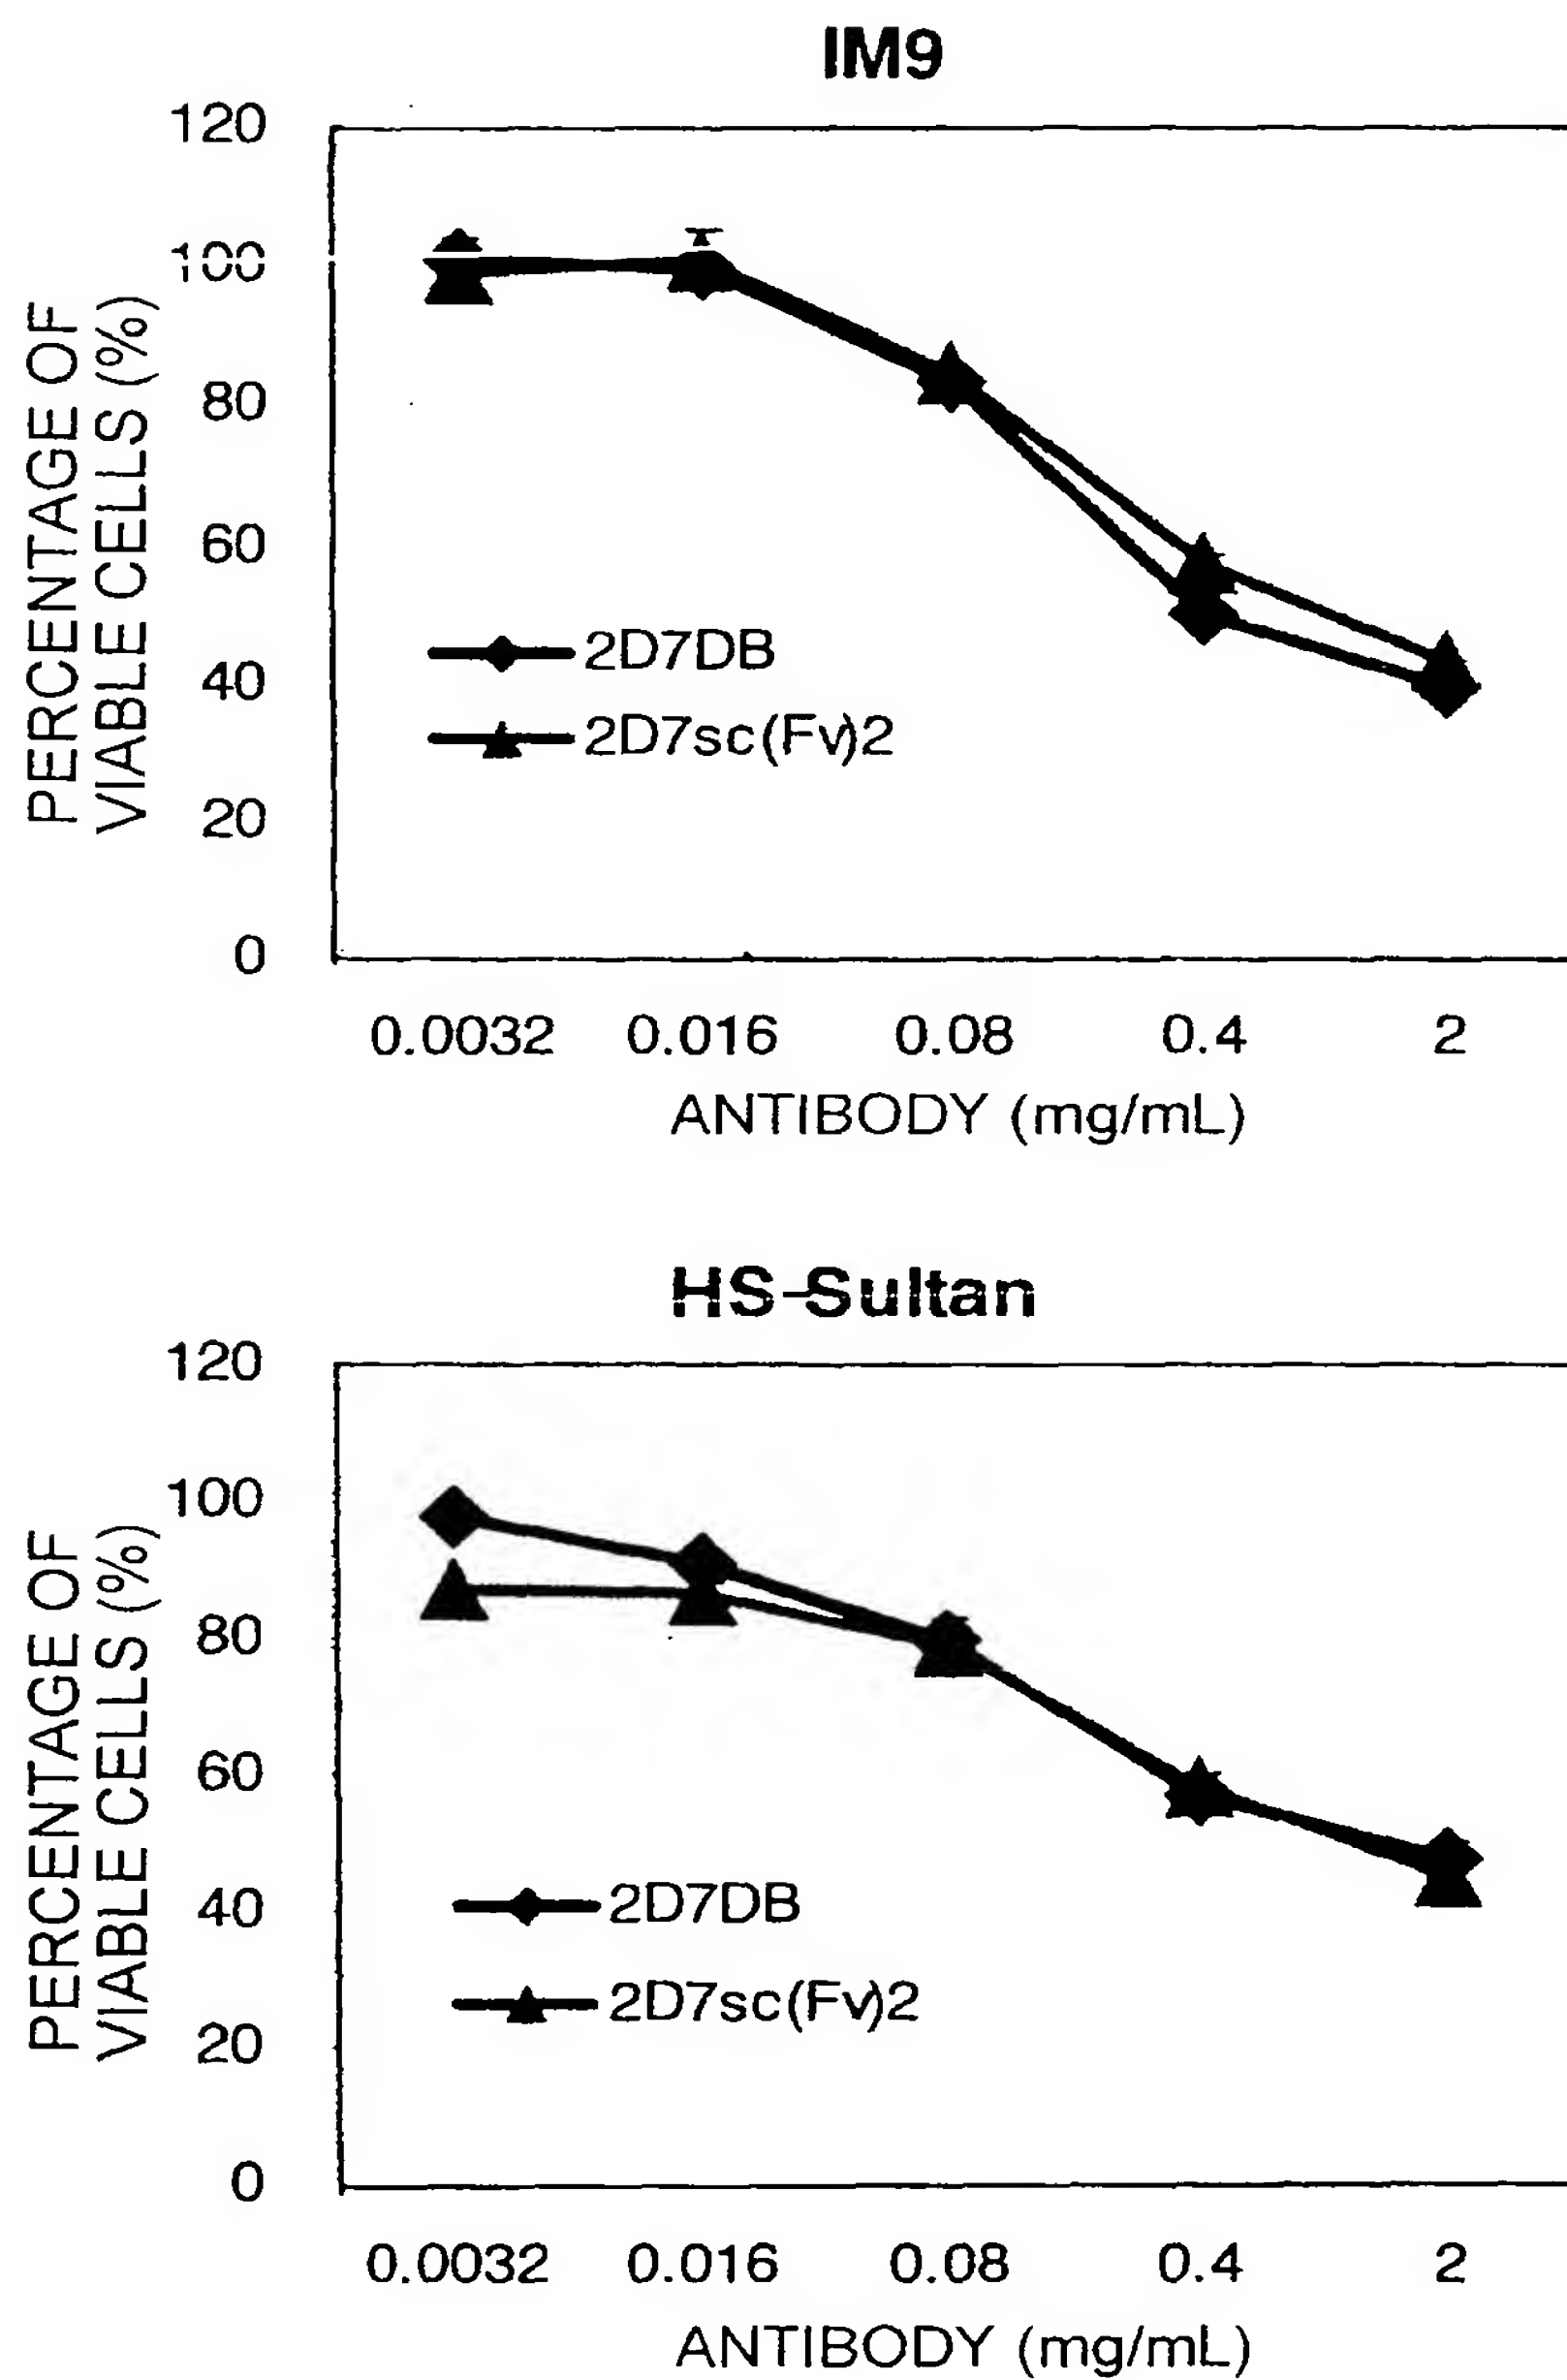 IM9
120
100
80
60
40
20
0
PERCENTAGE OF
VIABLE CELLS (%)
2D7DB
2D7sc(Fv)2
0.0032 0.016 0.08 0.4 2
ANTIBODY (mg/mL)
HS-Sultan
120
100
80
60
40
20
0
PERCENTAGE OF
VIABLE CELLS (%)
2D7DB
2D7sc(Fv)2
0.0032 0.016 0.08 0.4 2
ANTIBODY (mg/mL)